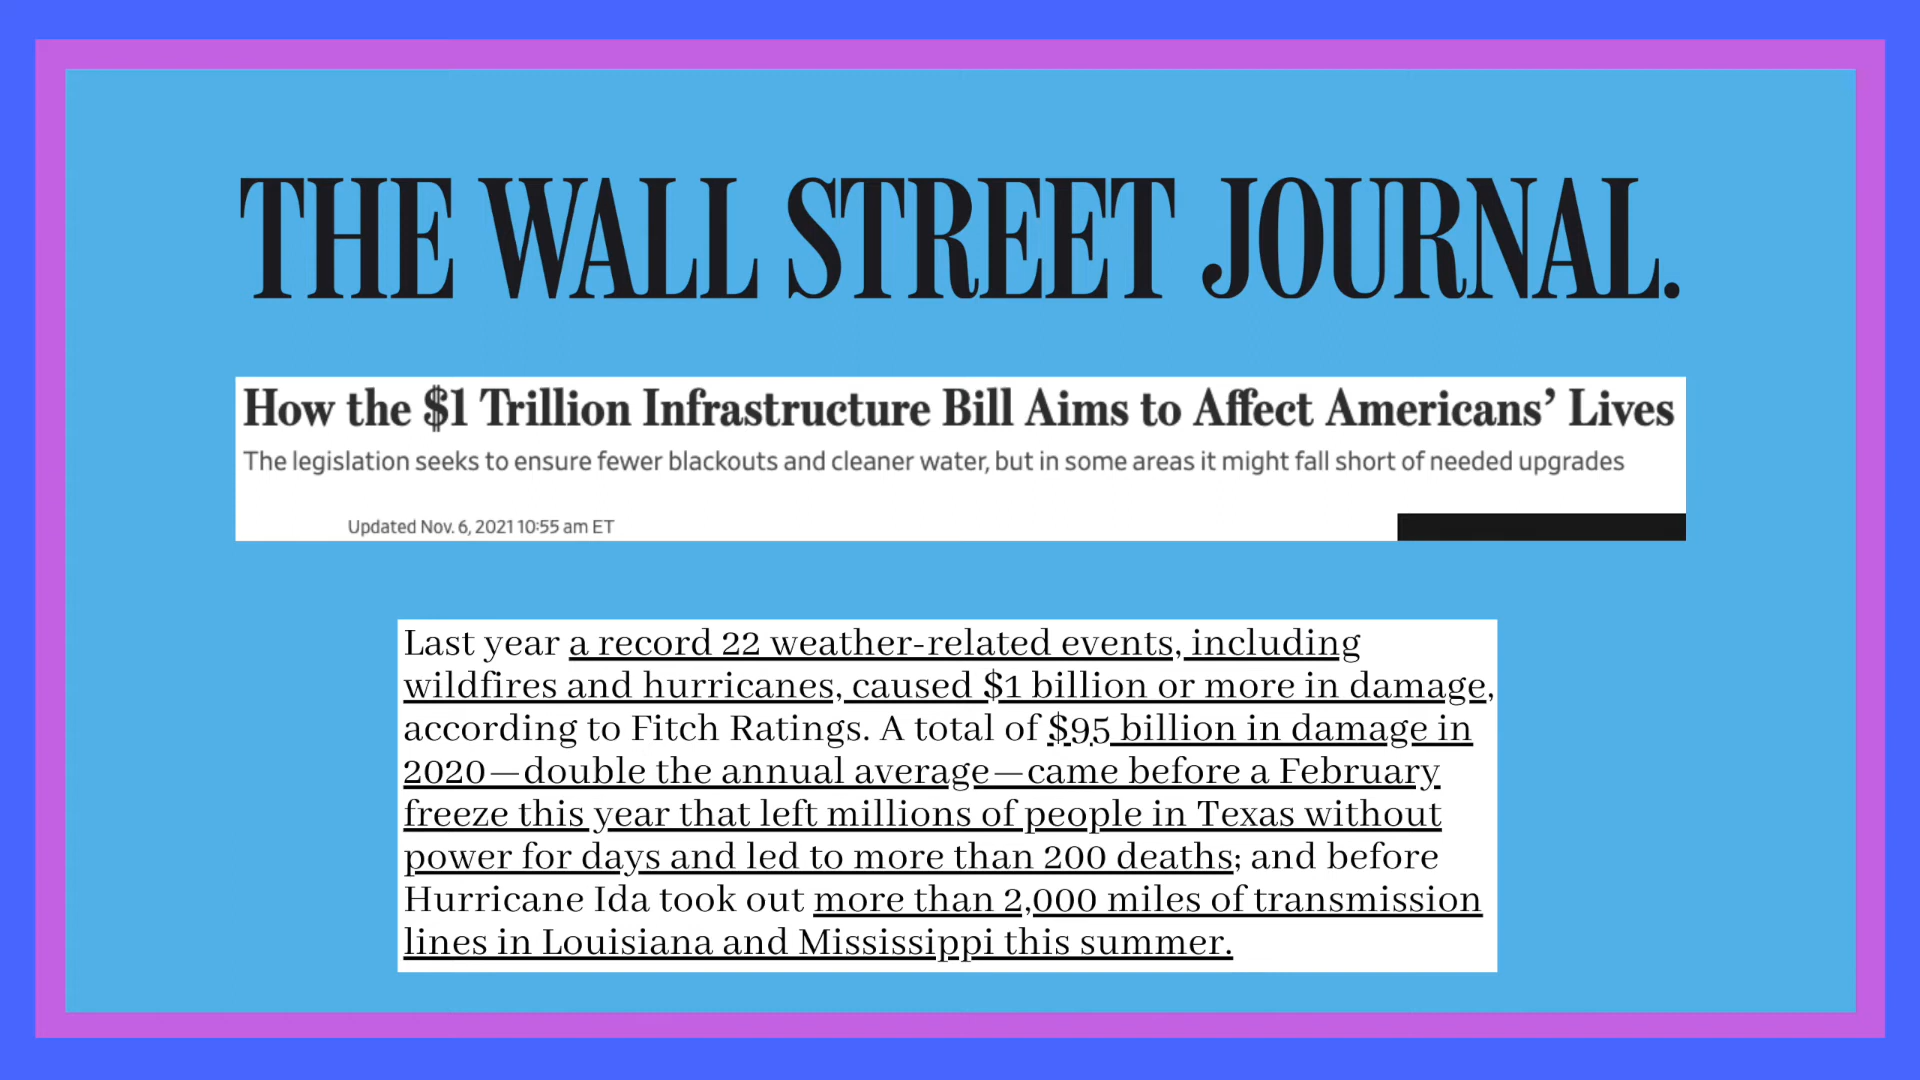 THE WALL STREET JOURNAL.
How the $1 Trillion Infrastructure Bill Aims to Affect Americans’ Lives
The legislation seeks to ensure fewer blackouts and cleaner water, but in some areas it might fall short of needed upgrades
Updated Nov. 6, 2021 10:55 am ET
Last year a record 22 weather-related events, including
wildfires and hurricanes, caused $1 billion or more in damage,
according to Fitch Ratings. A total of $95 billion in damage in
2020—double the annual average—came before a February
freeze this year that left millions of people in Texas without
power for days and led to more than 200 deaths; and before
Hurricane Ida took out more than 2,000 miles of transmission
lines in Louisiana and Mississippi this summer.